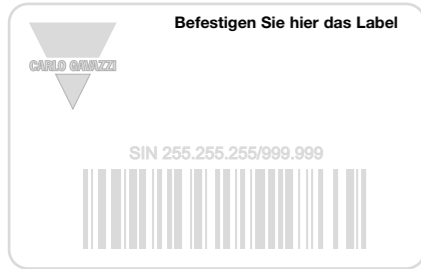 Befestigen Sie hier das Label
CARLO GAVAZZI
SIN 255.255.255/999.999